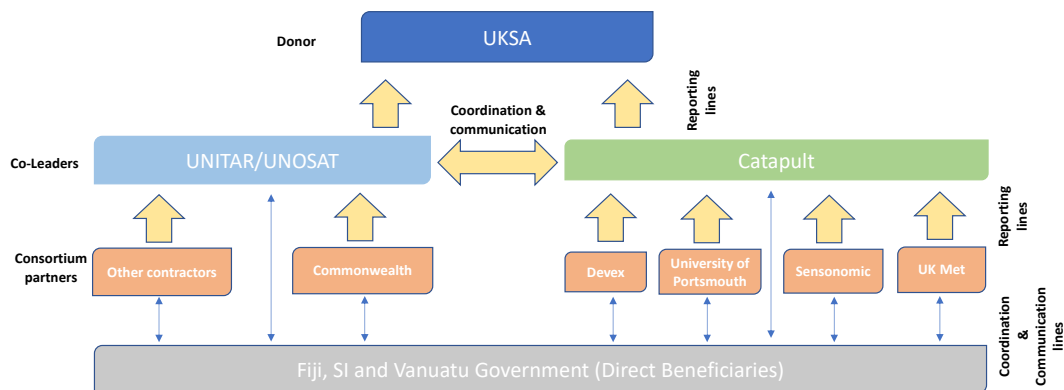 Donor
UKSA
Coordination &
communication
Reporting
lines
Co-Leaders
UNITAR/UNOSAT
Catapult
Reporting
lines
Consortium
partners
Other contractors
Commonwealth
Devex
University of
Portsmouth
Sensonomic
UK Met
Coordination
&
Communication
lines
Fiji, SI and Vanuatu Government (Direct Beneficiaries)